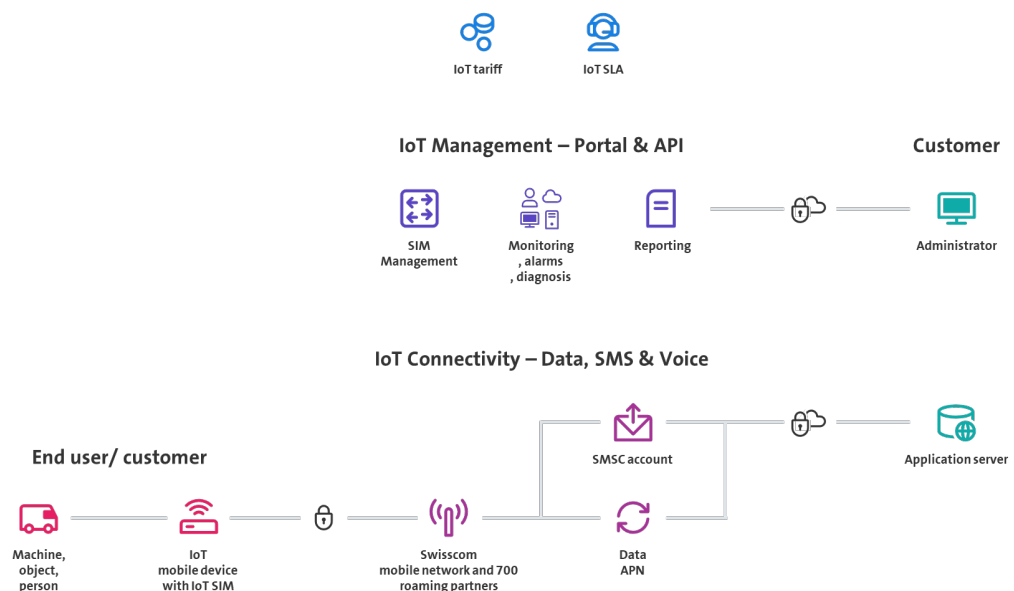 IoT tariff
IoT SLA
IoT Management – Portal & API
Customer
SIM
Management
Monitoring
, alarms
, diagnosis
Reporting
Administrator
IoT Connectivity – Data, SMS & Voice
SMSC account
Application server
End user/ customer
Machine,
object,
person
IoT
mobile device
with IoT SIM
Swisscom
mobile network and 700
roaming partners
Data
APN